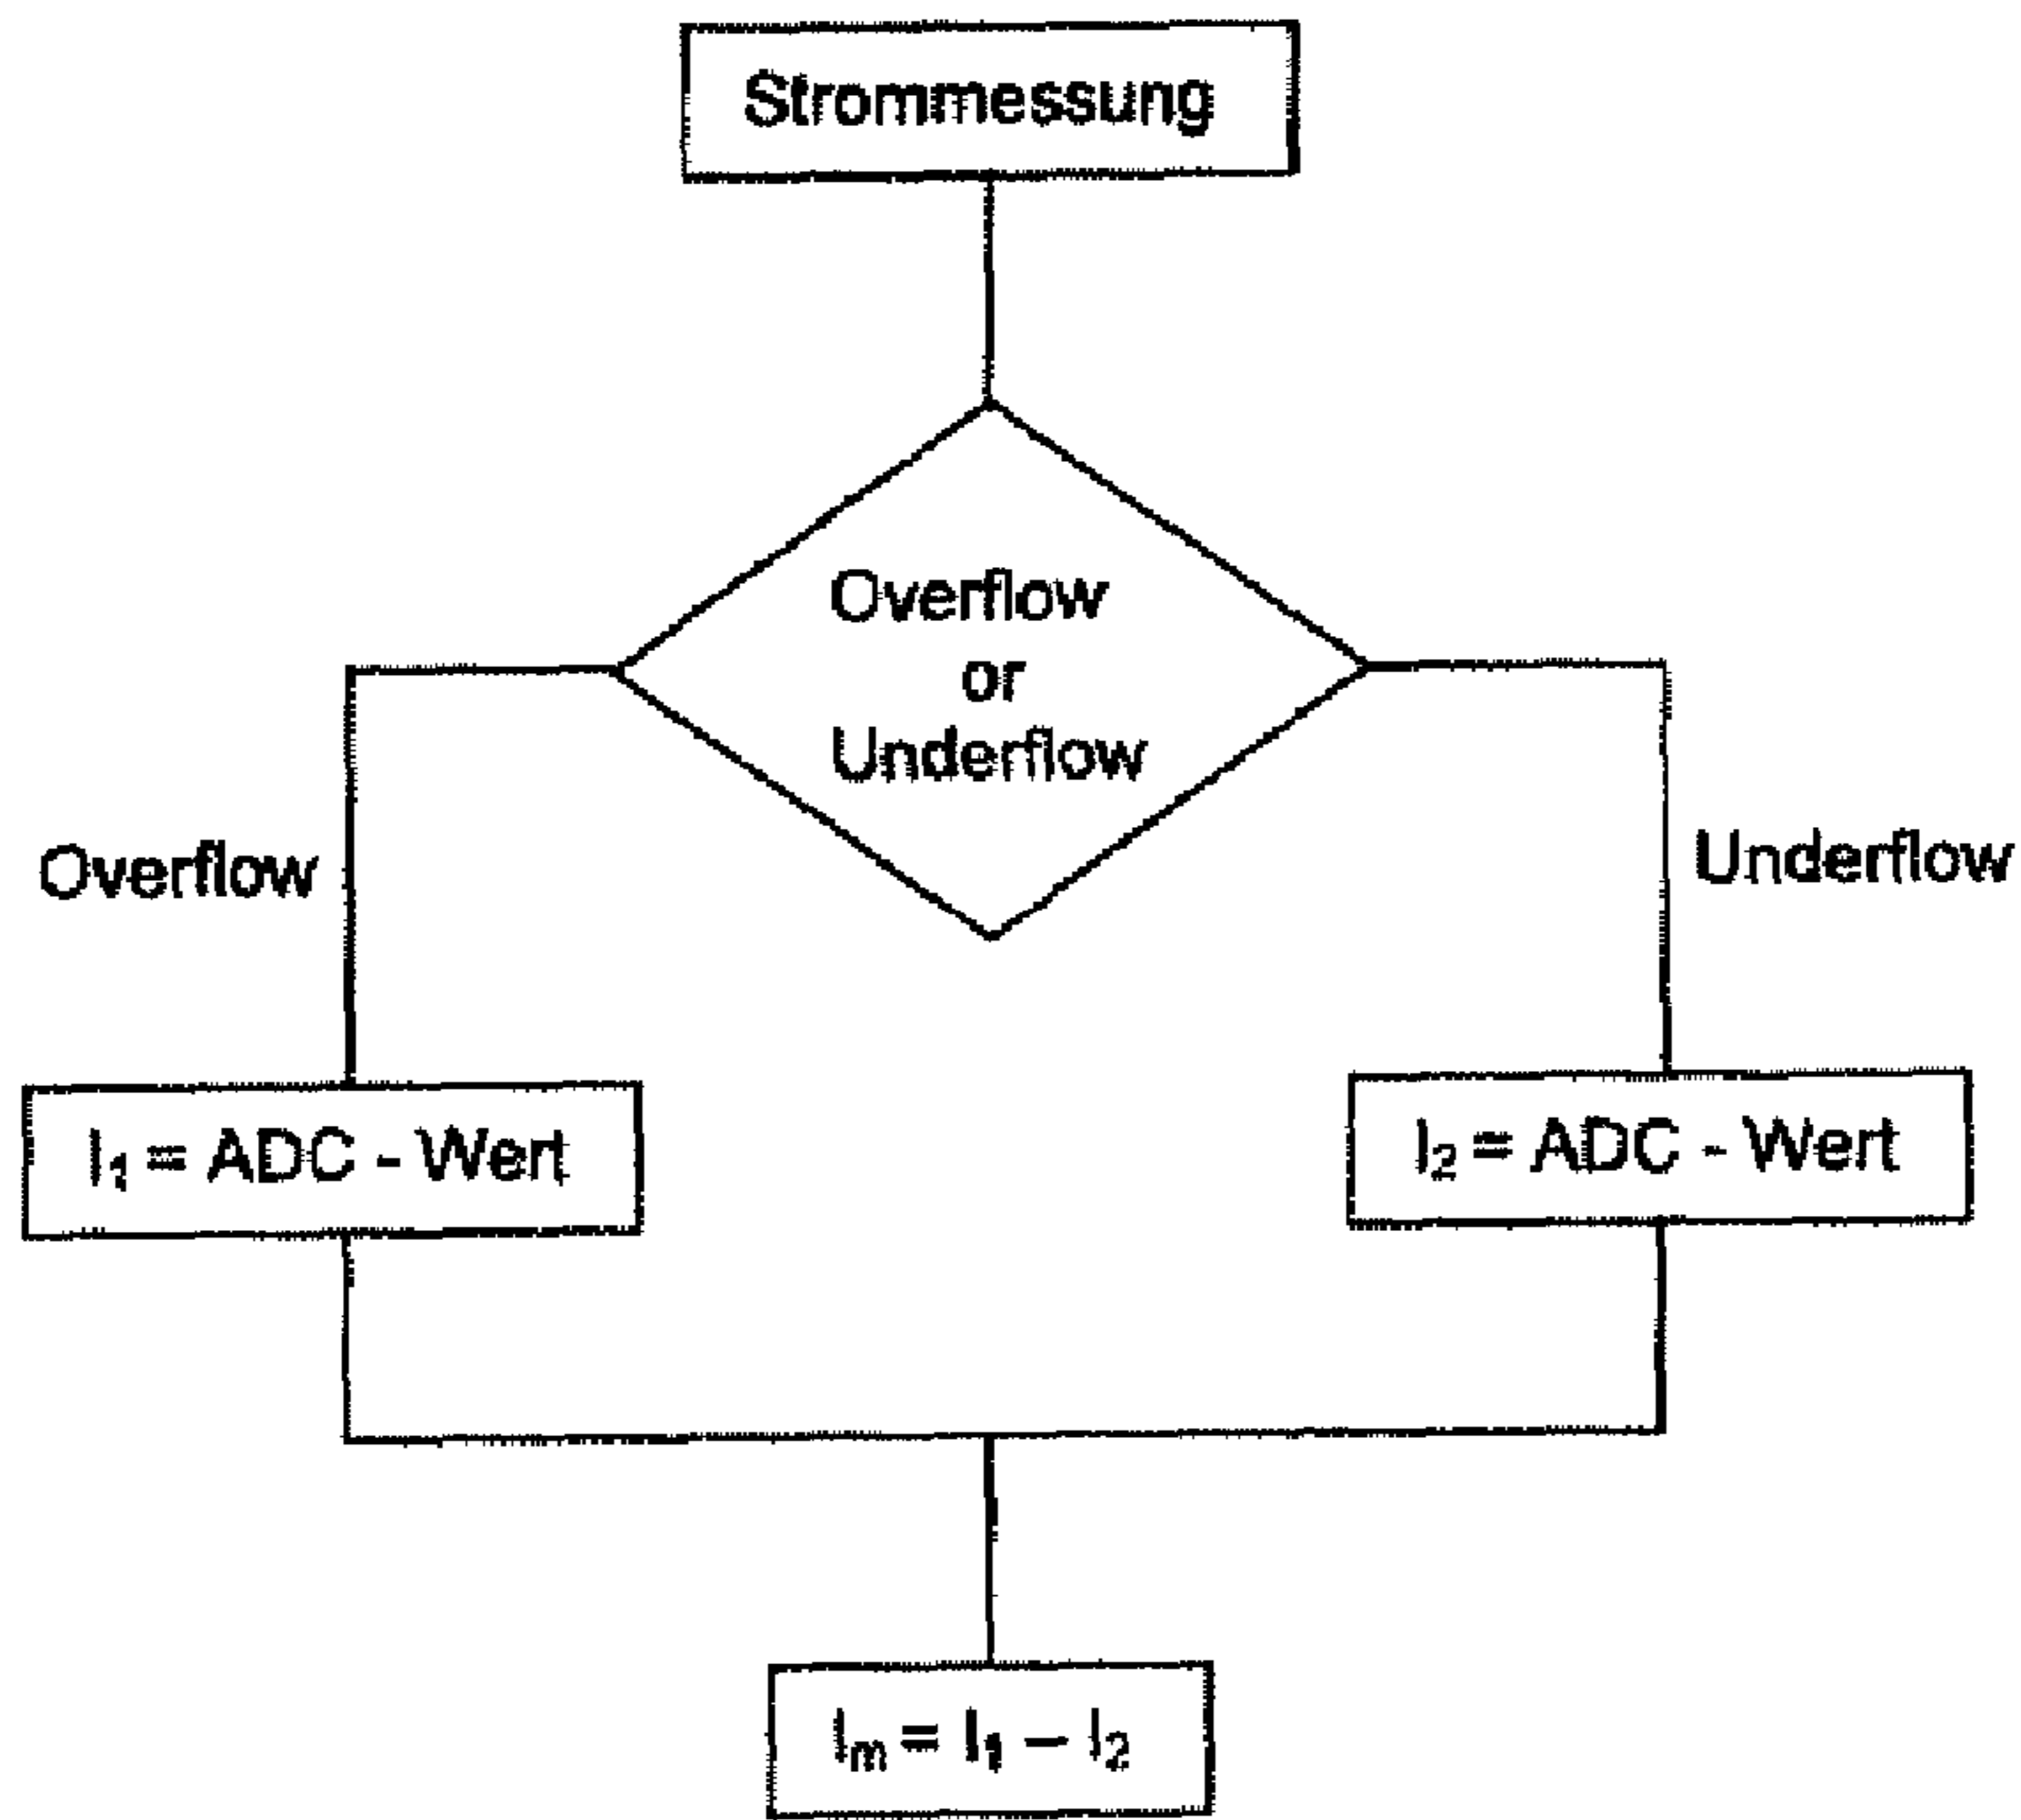 Strommessung
Overflow
or
Underflow
Overflow
Underflow
I₁ = ADC - Wert
I₂ = ADC - Wert
Iₘ = I₁ – I₂